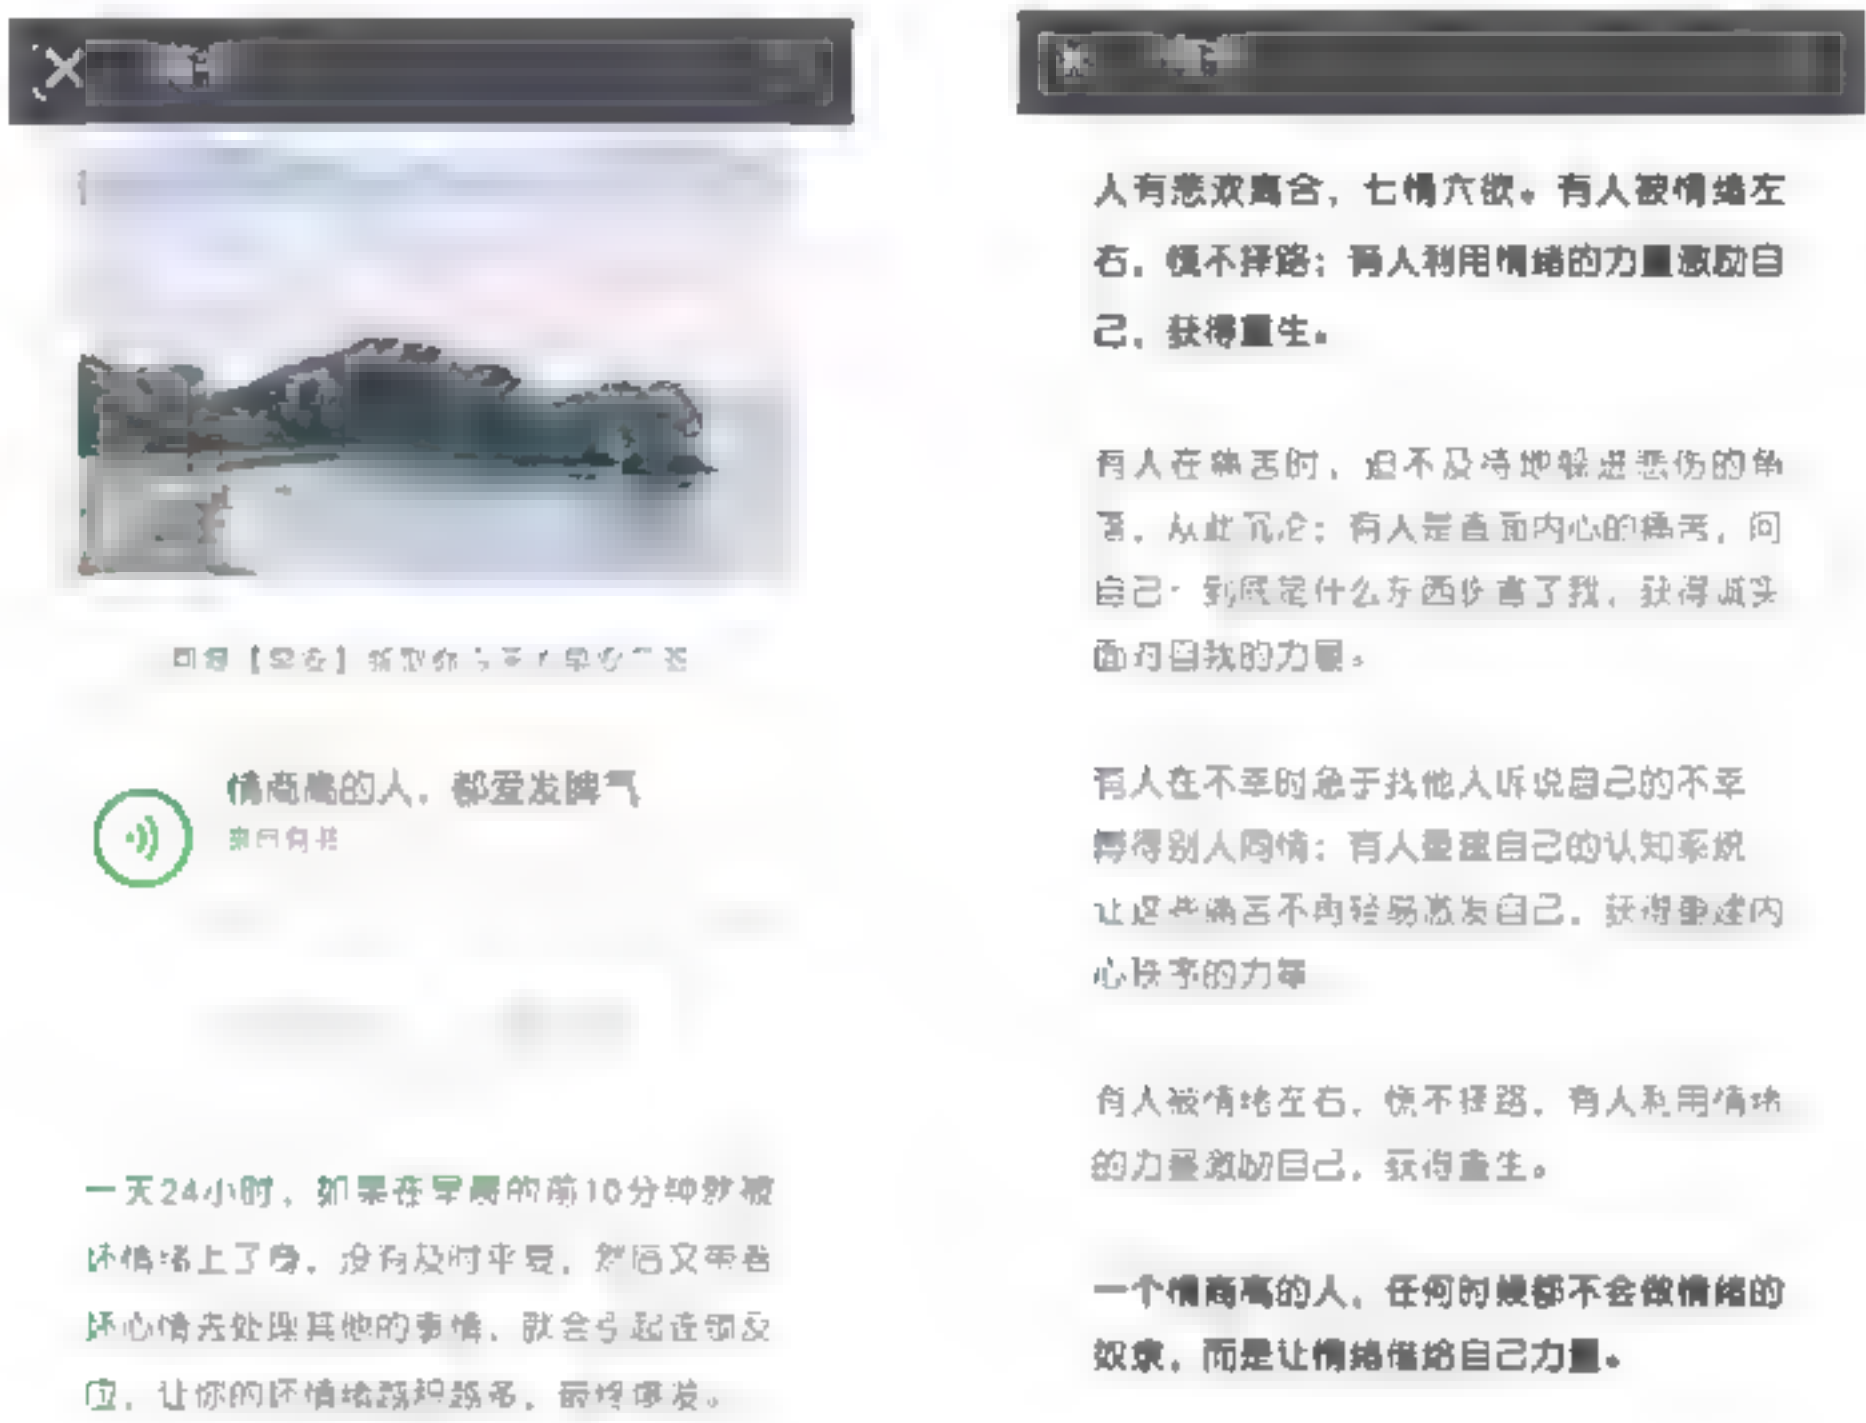 情商高的人，都爱发脾气
来自有书
一天24小时，如果在早晨的前10分钟就被
坏情绪上了身，没有及时平复，然后又带着
坏心情去处理其他的事情，就会引起连锁反
应，让你的坏情绪越积越多，最终爆发。
人有悲欢离合，七情六欲。有人被情绪左
右，慌不择路；有人利用情绪的力量激励自
己，获得重生。
有人在痛苦时，迫不及待地躲进悲伤的角
落，从此沉沦；有人是直面内心的痛苦，问
自己：到底是什么东西伤害了我，获得诚实
面对自我的力量。
有人在不幸时急于找他人诉说自己的不幸
博得别人同情；有人重建自己的认知系统
让这些痛苦不再轻易激发自己，获得重建内
心秩序的力量
有人被情绪左右，慌不择路，有人利用情绪
的力量激励自己，获得重生。
一个情商高的人，任何时候都不会做情绪的
奴隶，而是让情绪借给自己力量。